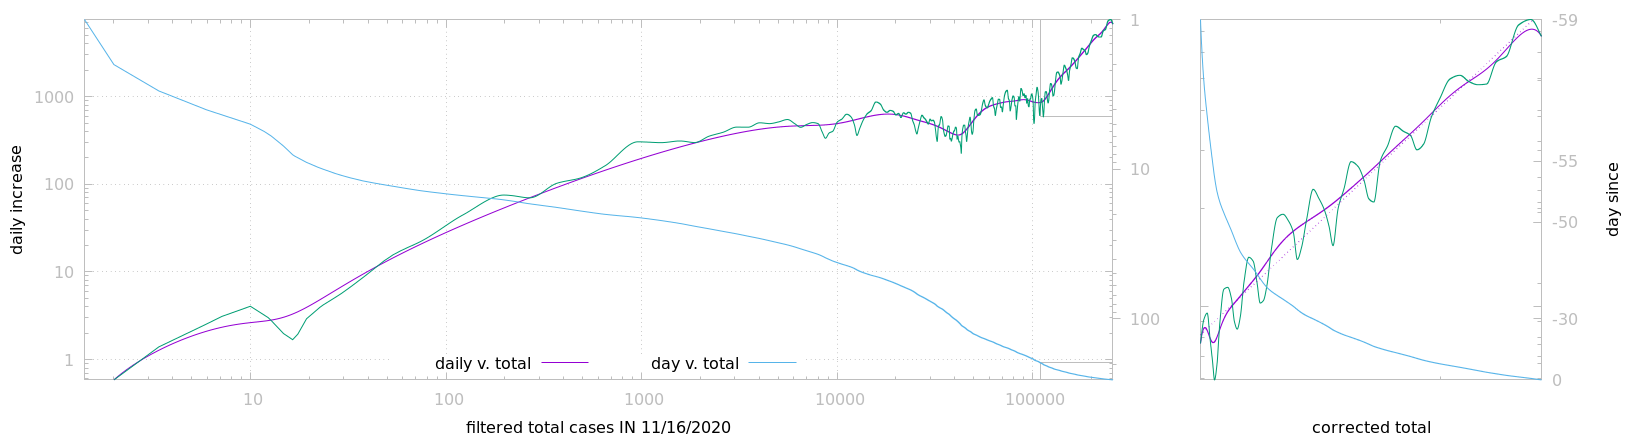 1
-59
1000
daily increase
10
-55
100
day since
-50
10
100
-30
1
daily v. total
day v. total
0
10
100
1000
10000
100000
filtered total cases IN 11/16/2020
corrected total